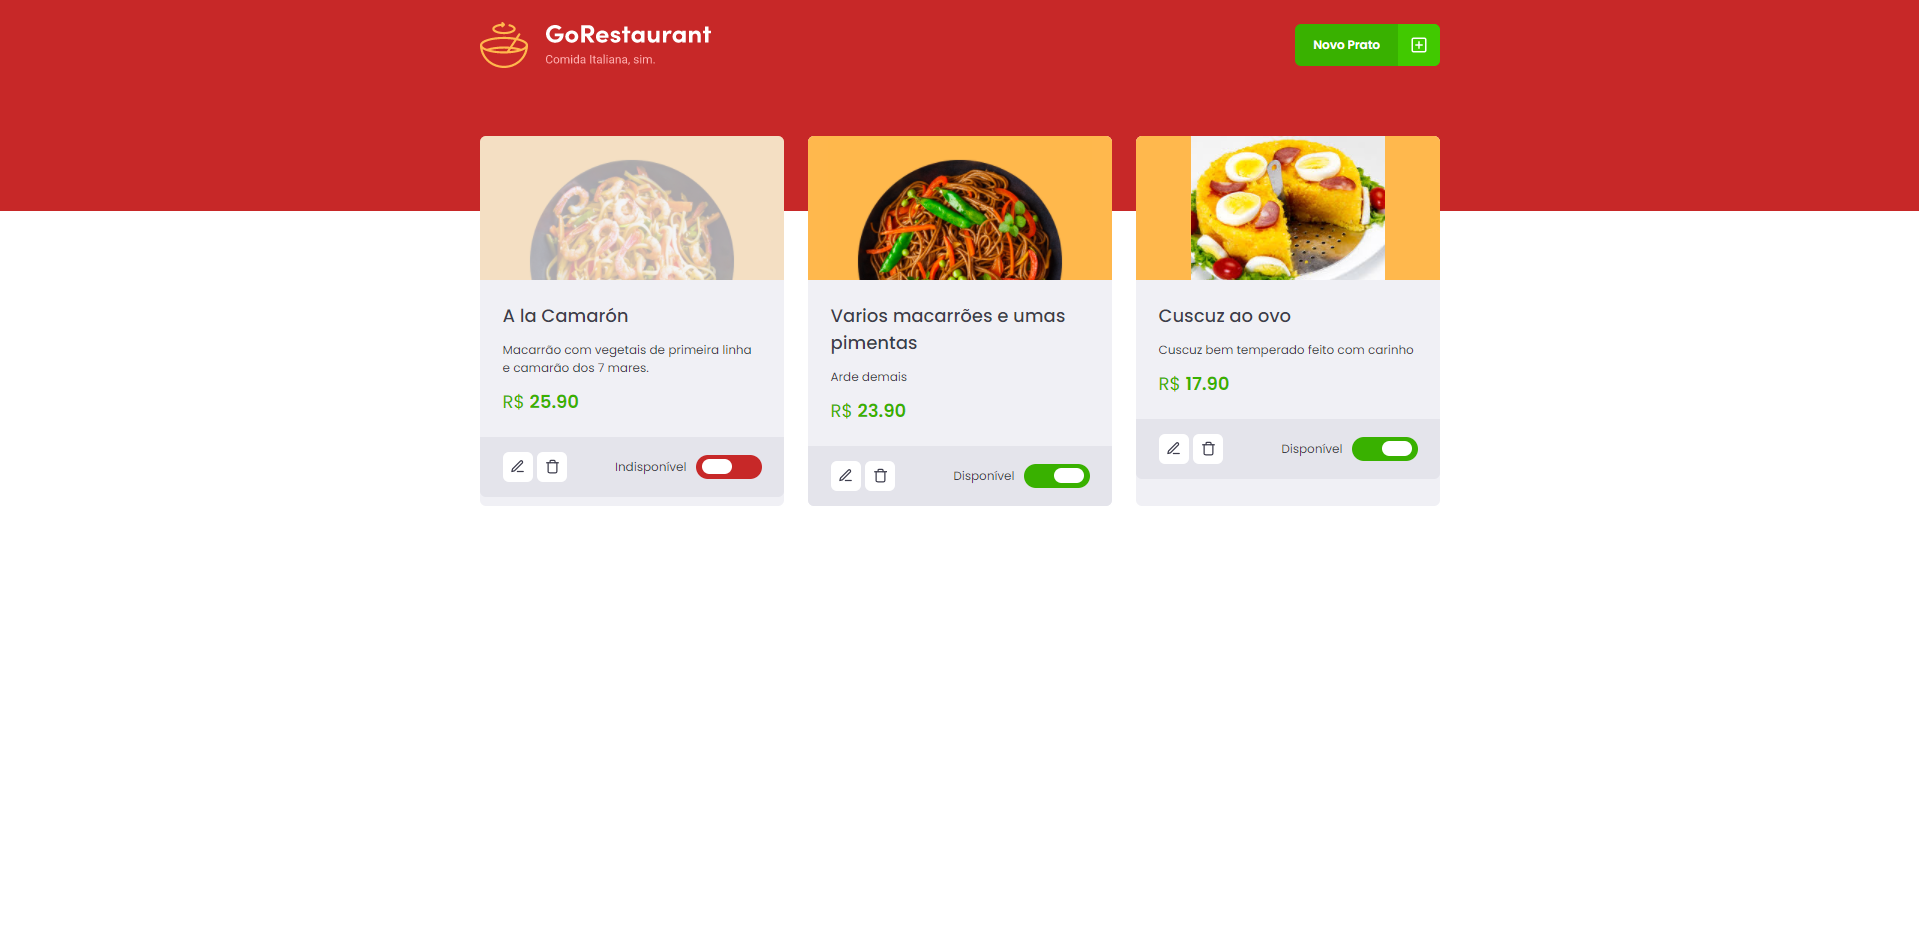 GoRestaurant
Comida Italiana, sim.
Novo Prato
A la Camarón
Macarrão com vegetais de primeira linha
e camarão dos 7 mares.
R$ 25.90
Indisponível
Varios macarrões e umas
pimentas
Arde demais
R$ 23.90
Disponível
Cuscuz ao ovo
Cuscuz bem temperado feito com carinho
R$ 17.90
Disponível